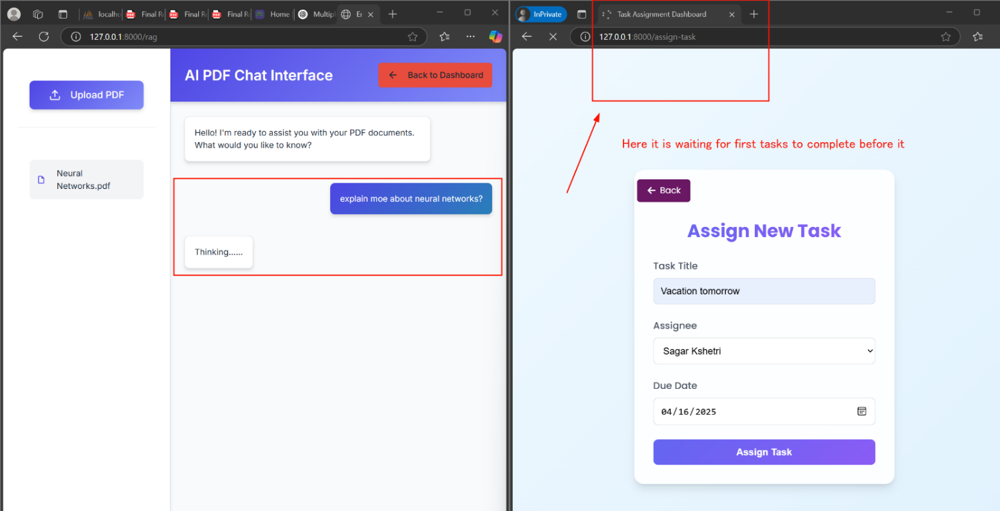 localho
Final Re
Final Re
Final Re
Home
Multipl
Er
127.0.0.1:8000/rag
Upload PDF
Neural
Networks.pdf
AI PDF Chat Interface
Back to Dashboard
Hello! I'm ready to assist you with your PDF documents.
What would you like to know?
explain moe about neural networks?
Thinking......
InPrivate
Task Assignment Dashboard
127.0.0.1:8000/assign-task
Here it is waiting for first tasks to complete before it
Back
Assign New Task
Task Title
Vacation tomorrow
Assignee
Sagar Kshetri
Due Date
04/16/2025
Assign Task